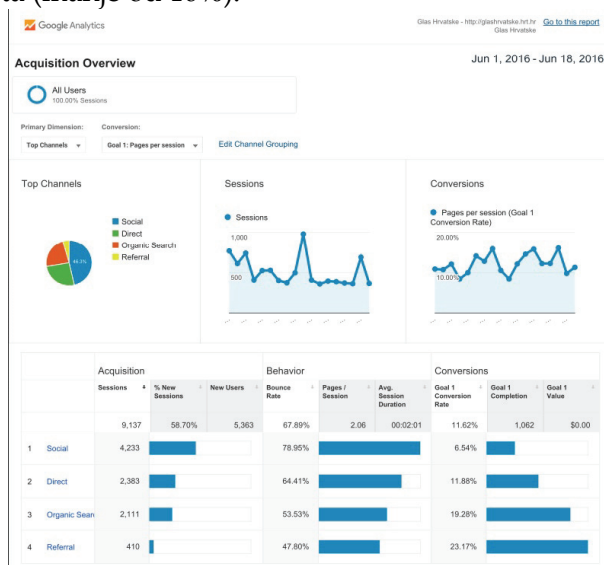 Google Analytics
Glas Hrvatske - http://glashrvatske.hrt.hr
Glas Hrvatske
Go to this report
Acquisition Overview
Jun 1, 2016 - Jun 18, 2016
All Users
100.00% Sessions
Primary Dimension: Conversion:
Top Channels Goal 1: Pages per session Edit Channel Grouping
Top Channels
Social
Direct
Organic Search
Referral
Sessions
Sessions
1,000
500
Conversions
Pages per session (Goal 1
Conversion Rate)
20.00%
10.00%
Acquisition Behavior Conversions
Sessions % New Sessions New Users Bounce Rate Pages / Session Avg. Session Duration Goal 1 Conversion Rate Goal 1 Completion Goal 1 Value
9,137 58.70% 5,363 67.89% 2.06 00:02:01 11.62% 1,062 $0.00
1 Social 4,233 78.95% 6.54%
2 Direct 2,383 64.41% 11.88%
3 Organic Sear 2,111 53.53% 19.28%
4 Referral 410 47.80% 23.17%